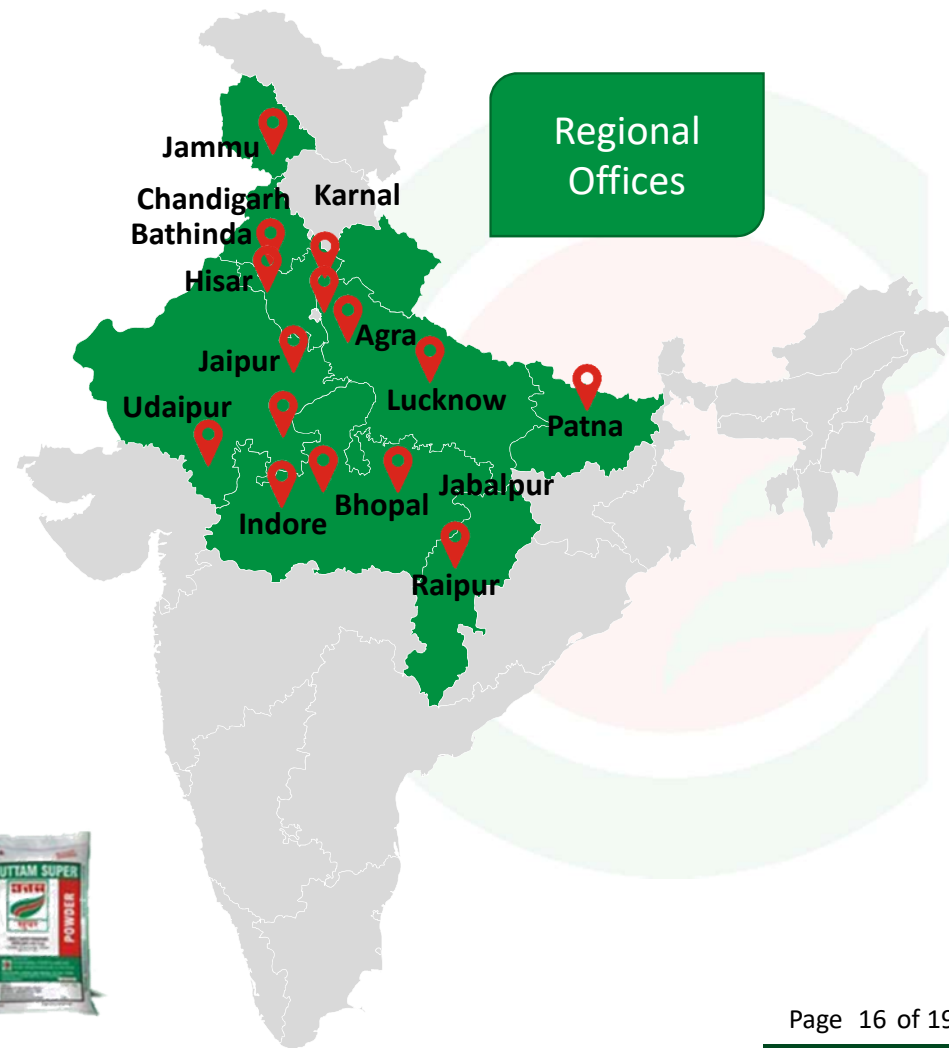 Regional
Offices
Jammu
Chandigarh
Karnal
Bathinda
Hisar
Agra
Jaipur
Lucknow
Udaipur
Patna
Jabalpur
Bhopal
Indore
Raipur
UTTAM SUPER
POWDER
Page 16 of 19